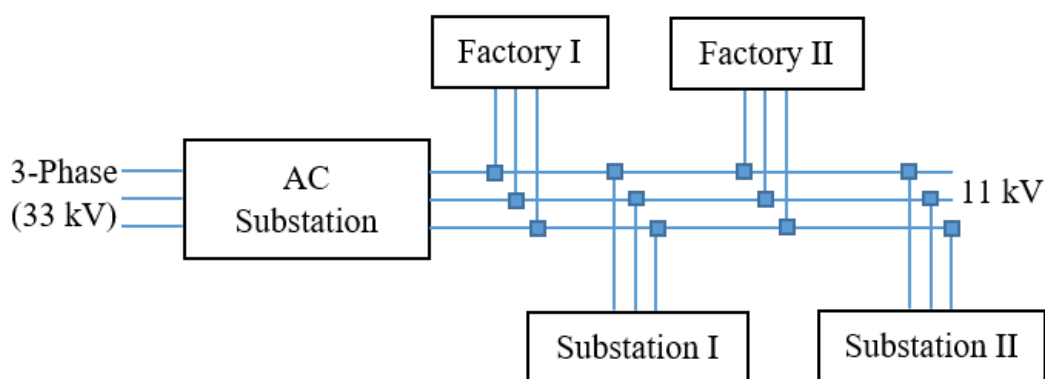 Factory I
Factory II
3-Phase
(33 kV)
AC
Substation
11 kV
Substation I
Substation II